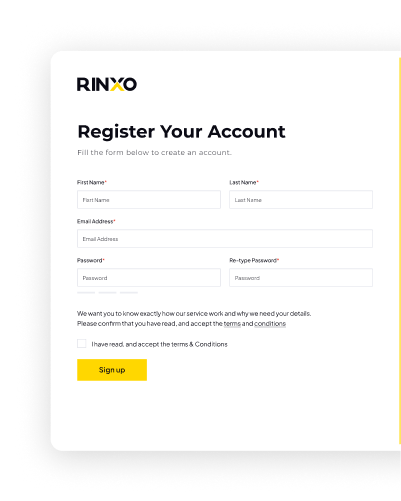 RINXO
Register Your Account
Fill the form below to create an account.
First Name* Last Name*
Fisrt Name Last Name
Email Address*
Email Address
Password* Re-type Password*
Password Password
We want you to know exactly how our service work and why we need your details.
Please confirm that you have read, and accept the terms and conditions
I have read, and accept the terms & Conditions
Sign up